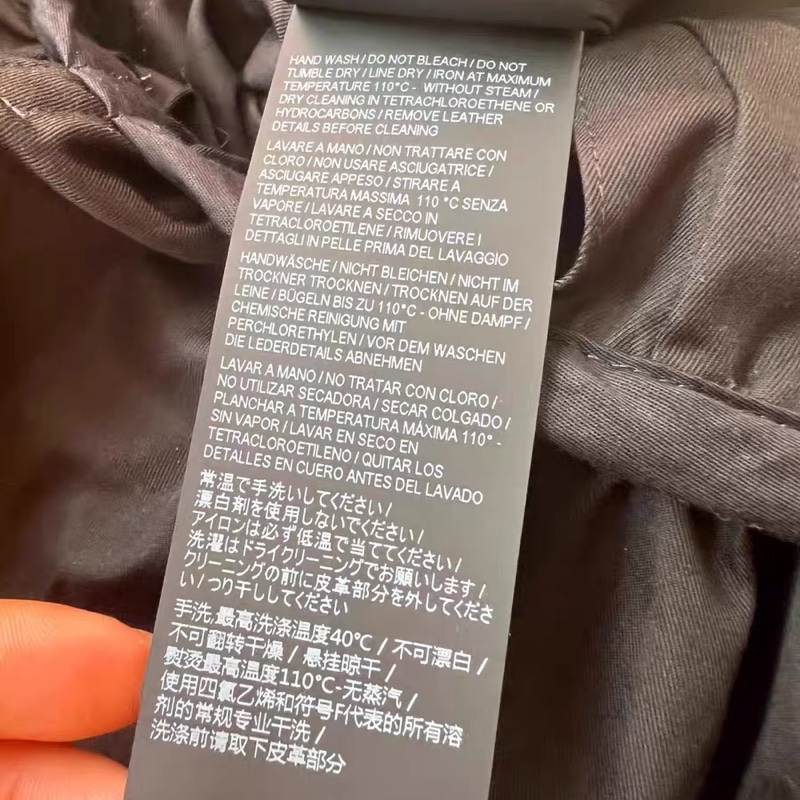 HAND WASH / DO NOT BLEACH / DO NOT
TUMBLE DRY / LINE DRY / IRON AT MAXIMUM
TEMPERATURE 110°C - WITHOUT STEAM /
DRY CLEANING IN TETRACHLOROETHENE OR
HYDROCARBONS / REMOVE LEATHER
DETAILS BEFORE CLEANING
LAVARE A MANO / NON TRATTARE CON
CLORO / NON USARE ASCIUGATRICE /
ASCIUGARE APPESO / STIRARE A
TEMPERATURA MASSIMA 110 °C SENZA
VAPORE / LAVARE A SECCO IN
TETRACLOROETILENE / RIMUOVERE I
DETTAGLI IN PELLE PRIMA DEL LAVAGGIO
HANDWÄSCHE / NICHT BLEICHEN / NICHT IM
TROCKNER TROCKNEN / TROCKNEN AUF DER
LEINE / BÜGELN BIS ZU 110°C - OHNE DAMPF /
CHEMISCHE REINIGUNG MIT
PERCHLORETHYLEN / VOR DEM WASCHEN
DIE LEDERDETAILS ABNEHMEN
LAVAR A MANO / NO TRATAR CON CLORO /
NO UTILIZAR SECADORA / SECAR COLGADO /
PLANCHAR A TEMPERATURA MÁXIMA 110° -
SIN VAPOR / LAVAR EN SECO EN
TETRACLOROETILENO / QUITAR LOS
DETALLES EN CUERO ANTES DEL LAVADO
常温で手洗いしてください /
漂白剤を使用しないでください /
アイロンは必ず低温で当ててください /
洗濯はドライクリーニングでお願いします /
クリーニングの前に皮革部分を外してくださ
い / つり干ししてください
手洗,最高洗涤温度40℃ / 不可漂白 /
不可翻转干燥 / 悬挂晾干 /
熨烫最高温度110℃-无蒸汽 /
使用四氯乙烯和符号F代表的所有溶
剂的常规专业干洗 /
洗涤前请取下皮革部分